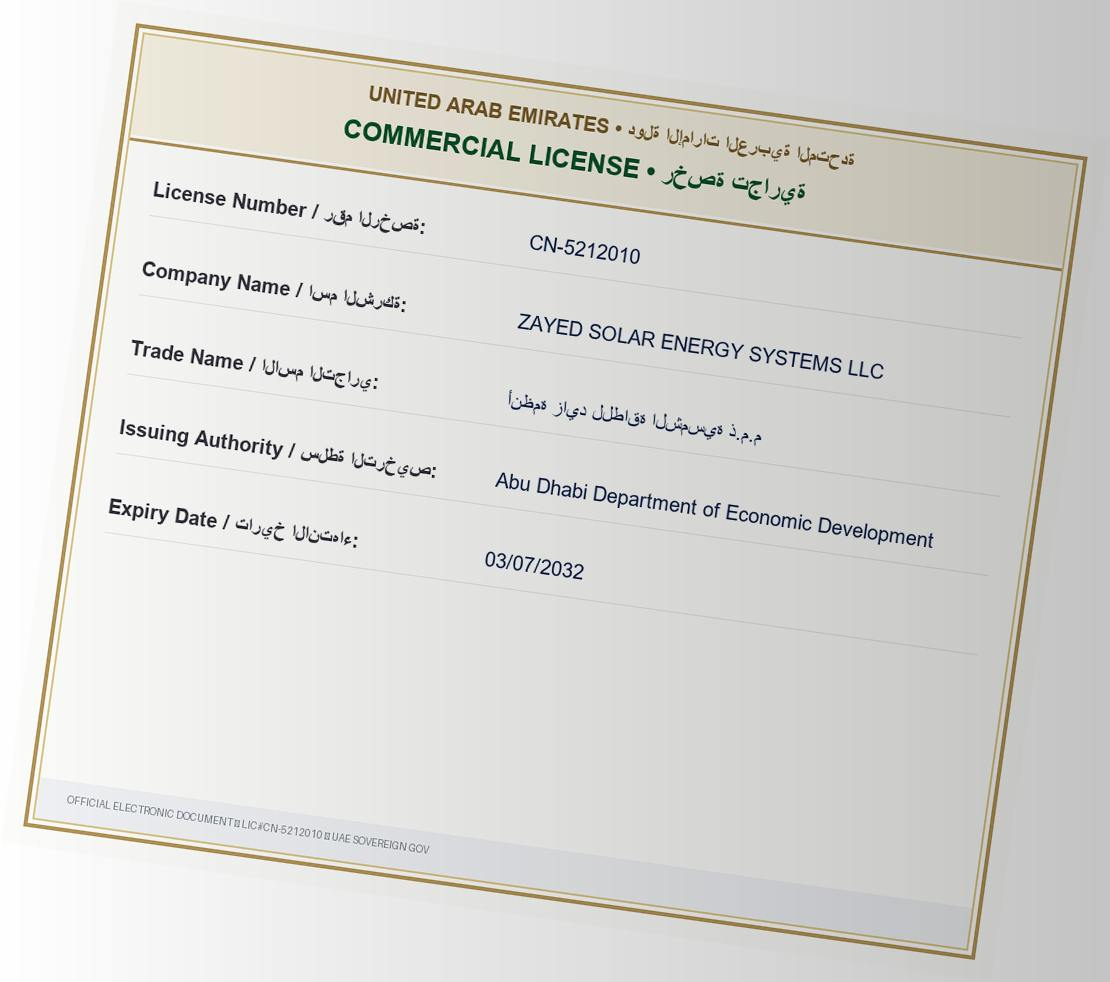 UNITED ARAB EMIRATES • دولة الإمارات العربية المتحدة
COMMERCIAL LICENSE • رخصة تجارية
License Number / رقم الرخصة: CN-5212010
Company Name / اسم الشركة: ZAYED SOLAR ENERGY SYSTEMS LLC
Trade Name / الاسم التجاري: أنظمة زايد للطاقة الشمسية ذ.م.م
Issuing Authority / سلطة الترخيص: Abu Dhabi Department of Economic Development
Expiry Date / تاريخ الانتهاء: 03/07/2032
OFFICIAL ELECTRONIC DOCUMENT LIC#CN-5212010 UAE SOVEREIGN GOV